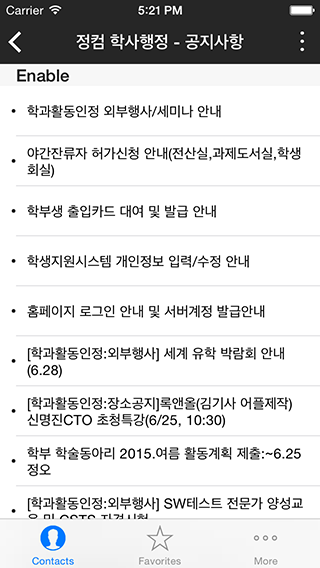 Carrier 5:21 PM
정컴 학사행정 - 공지사항
Enable
• 학과활동인정 외부행사/세미나 안내
• 야간잔류자 허가신청 안내(전산실,과제도서실,학생
회실)
• 학부생 출입카드 대여 및 발급 안내
• 학생지원시스템 개인정보 입력/수정 안내
• 홈페이지 로그인 안내 및 서버계정 발급안내
• [학과활동인정:외부행사] 세계 유학 박람회 안내
(6.28)
• [학과활동인정:장소공지]록앤올(김기사 어플제작)
신명진CTO 초청특강(6/25, 10:30)
• 학부 학술동아리 2015.여름 활동계획 제출:~6.25
정오
• [학과활동인정:외부행사] SW테스트 전문가 양성교
육 및 CSTS 자격시험
Contacts Favorites More